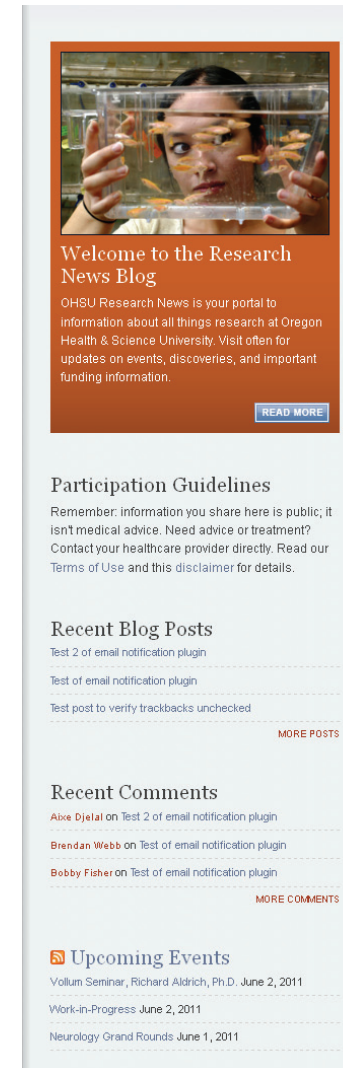 Welcome to the Research
News Blog
OHSU Research News is your portal to
information about all things research at Oregon
Health & Science University. Visit often for
updates on events, discoveries, and important
funding information.
READ MORE
Participation Guidelines
Remember: information you share here is public; it
isn't medical advice. Need advice or treatment?
Contact your healthcare provider directly. Read our
Terms of Use and this disclaimer for details.
Recent Blog Posts
Test 2 of email notification plugin
Test of email notification plugin
Test post to verify trackbacks unchecked
MORE POSTS
Recent Comments
Aixe Djelal on Test 2 of email notification plugin
Brendan Webb on Test of email notification plugin
Bobby Fisher on Test of email notification plugin
MORE COMMENTS
Upcoming Events
Vollum Seminar, Richard Aldrich, Ph.D. June 2, 2011
Work-in-Progress June 2, 2011
Neurology Grand Rounds June 1, 2011